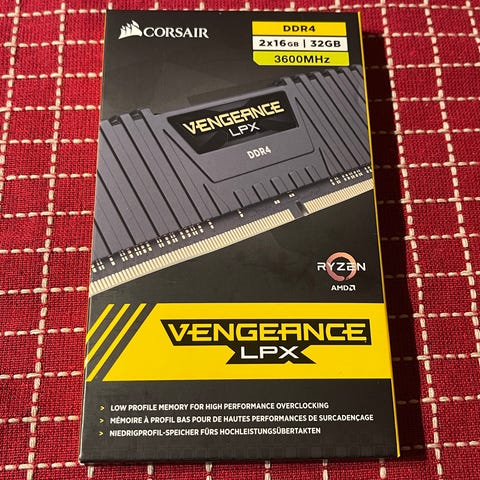 CORSAIR
DDR4
2x16GB | 32GB
3600MHz
VENGEANCE
LPX
DDR4
RYZEN
AMD
VENGEANCE
LPX
> LOW PROFILE MEMORY FOR HIGH PERFORMANCE OVERCLOCKING
> MÉMOIRE À PROFIL BAS POUR DE HAUTES PERFORMANCES DE SURCADENÇAGE
> NIEDRIGPROFIL-SPEICHER FÜRS HOCHLEISTUNGSÜBERTAKTEN